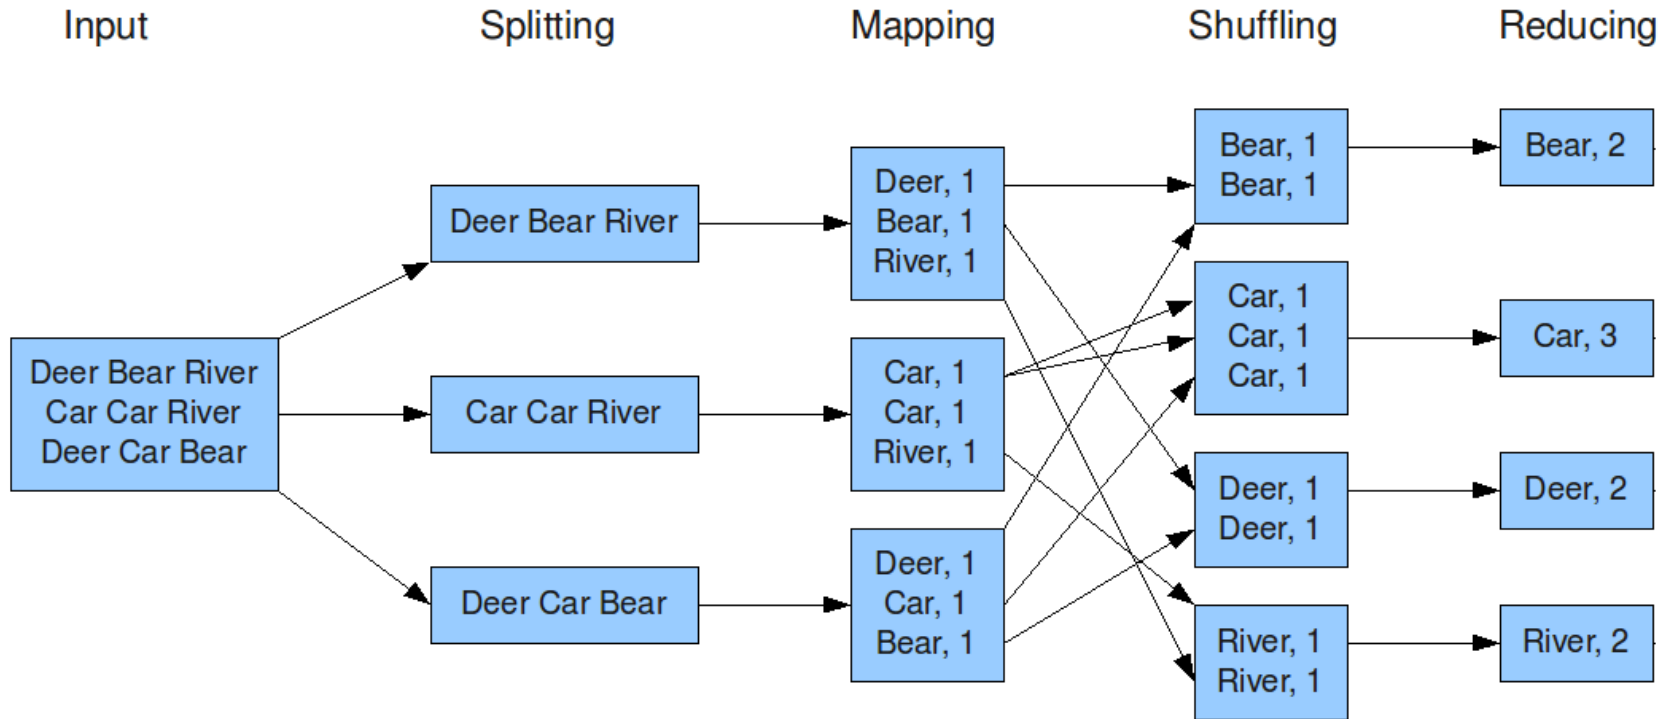 Input
Splitting
Mapping
Shuffling
Reducing
Deer Bear River
Car Car River
Deer Car Bear
Deer Bear River
Car Car River
Deer Car Bear
Deer, 1
Bear, 1
River, 1
Car, 1
Car, 1
River, 1
Deer, 1
Car, 1
Bear, 1
Bear, 1
Bear, 1
Car, 1
Car, 1
Car, 1
Deer, 1
Deer, 1
River, 1
River, 1
Bear, 2
Car, 3
Deer, 2
River, 2